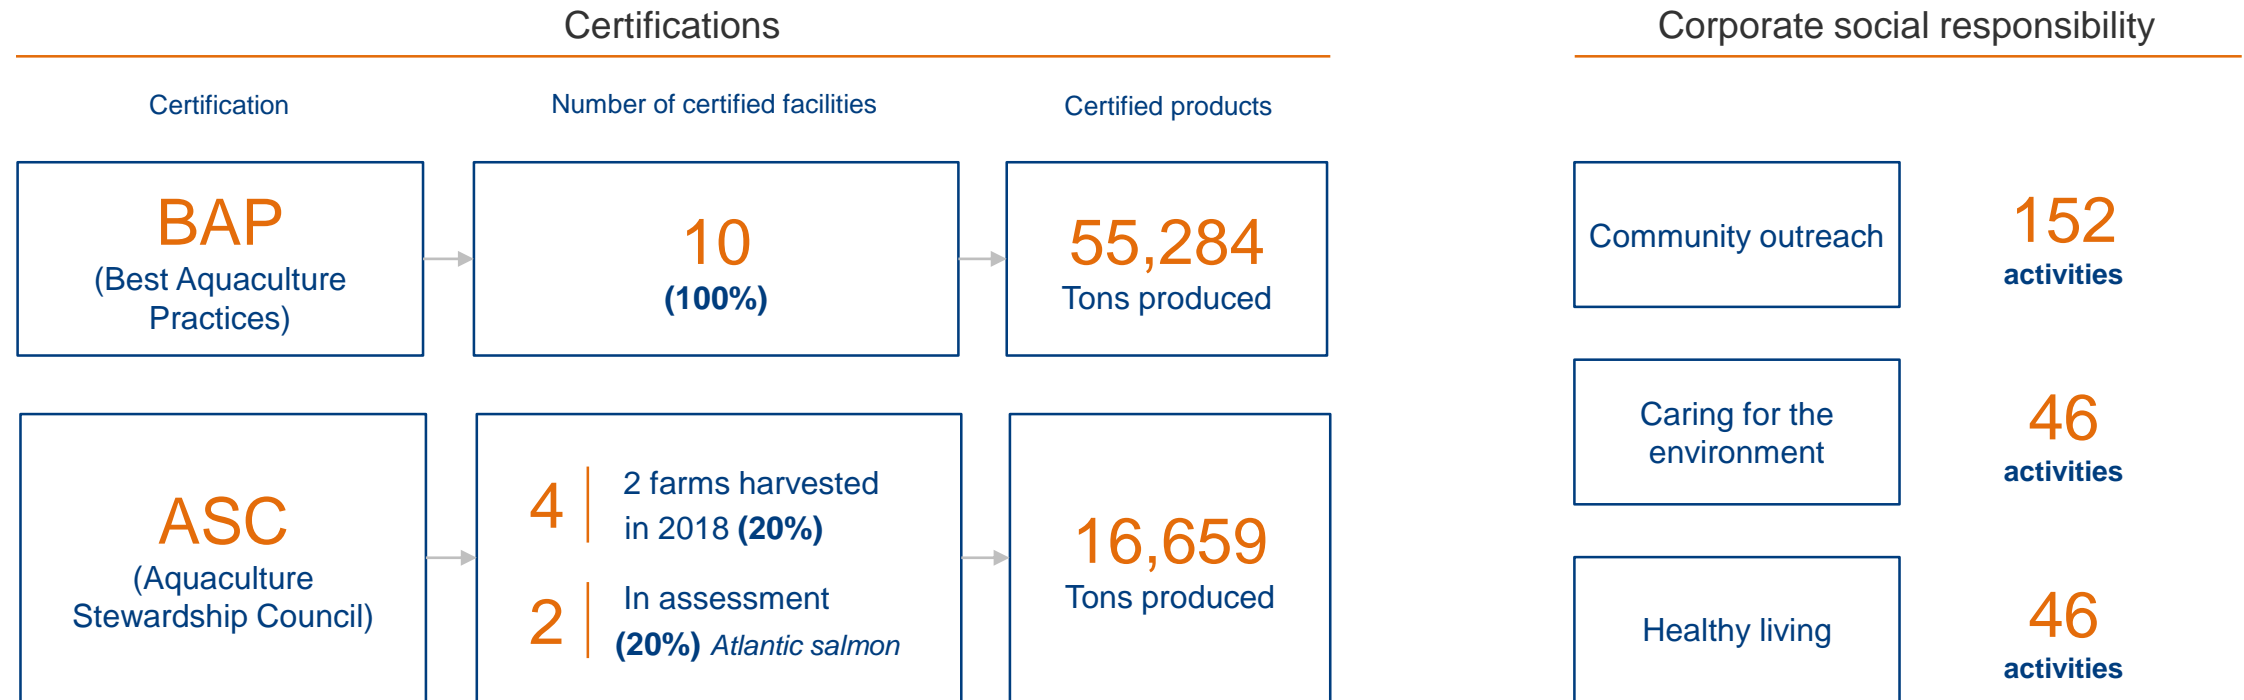 Certifications
Certification
Number of certified facilities
Certified products
BAP
(Best Aquaculture
Practices)
10
(100%)
55,284
Tons produced
ASC
(Aquaculture
Stewardship Council)
4
2 farms harvested
in 2018 (20%)
2
In assessment
(20%) Atlantic salmon
16,659
Tons produced
Corporate social responsibility
Community outreach
152
activities
Caring for the
environment
46
activities
Healthy living
46
activities